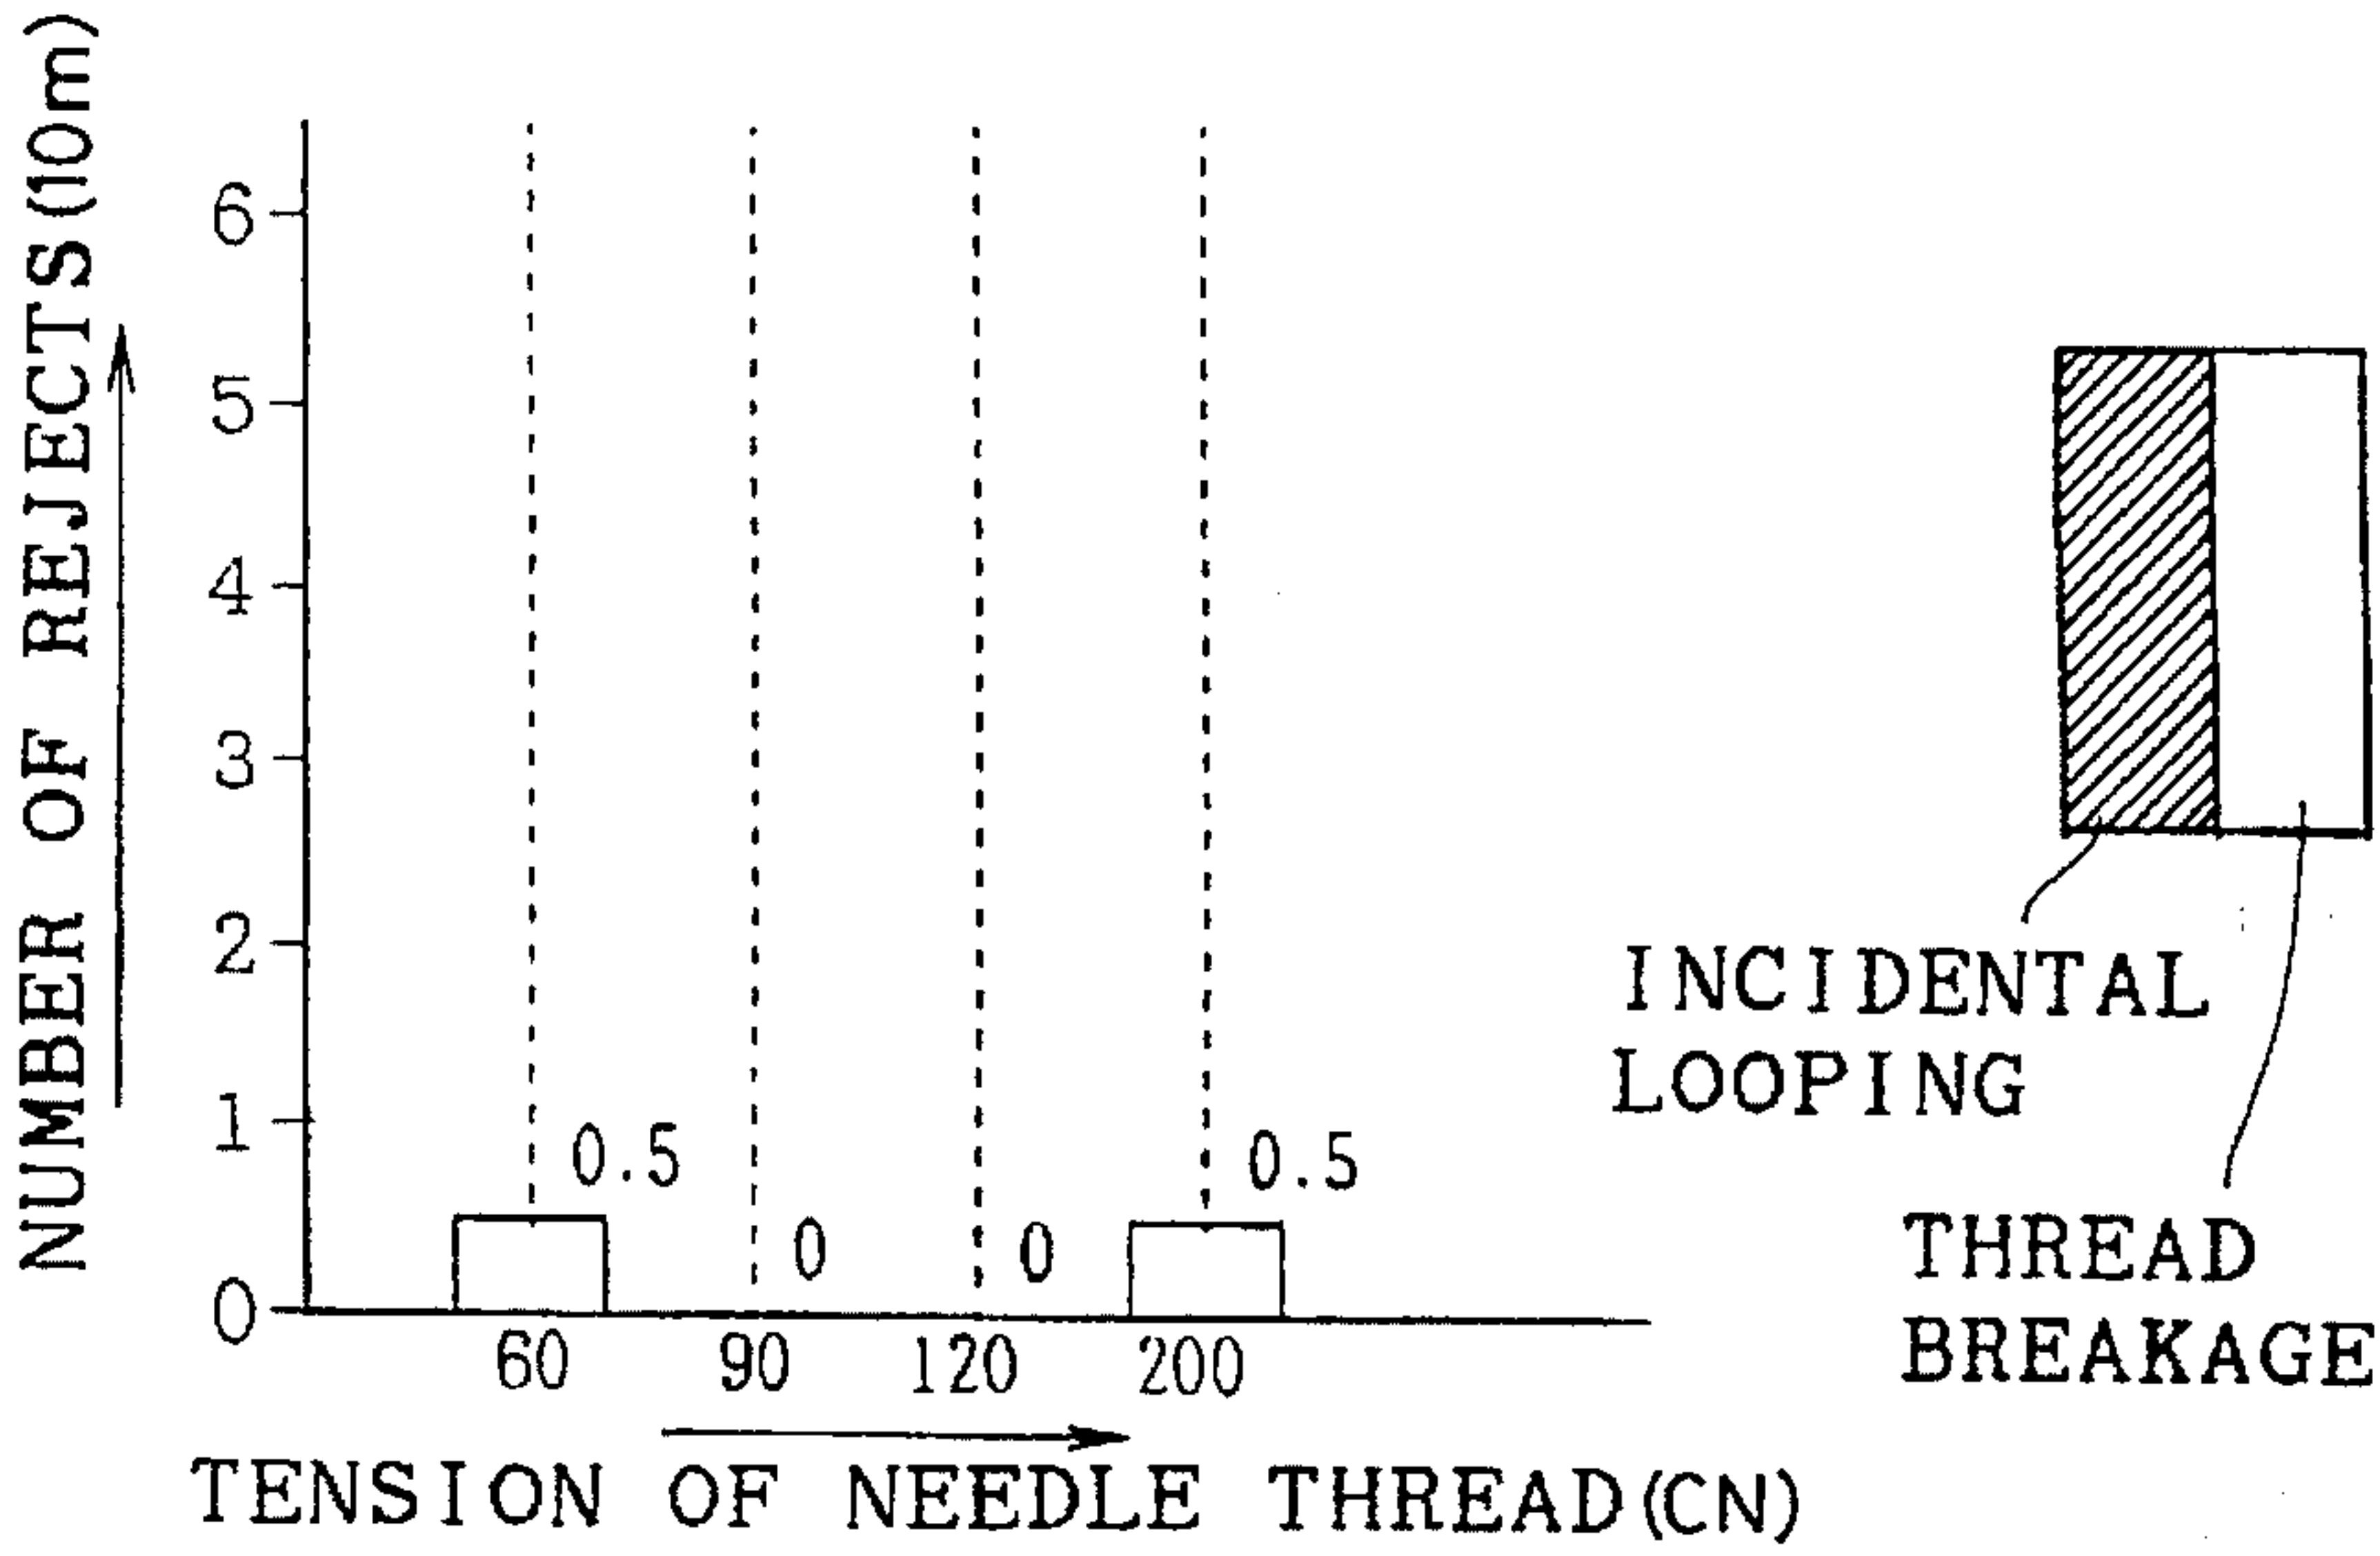 NUMBER OF REJECTS(10m)
6
5
4
3
2
1
0
0.5
0
0
0.5
60 90 120 200
TENSION OF NEEDLE THREAD(CN)
INCIDENTAL
LOOPING
THREAD
BREAKAGE